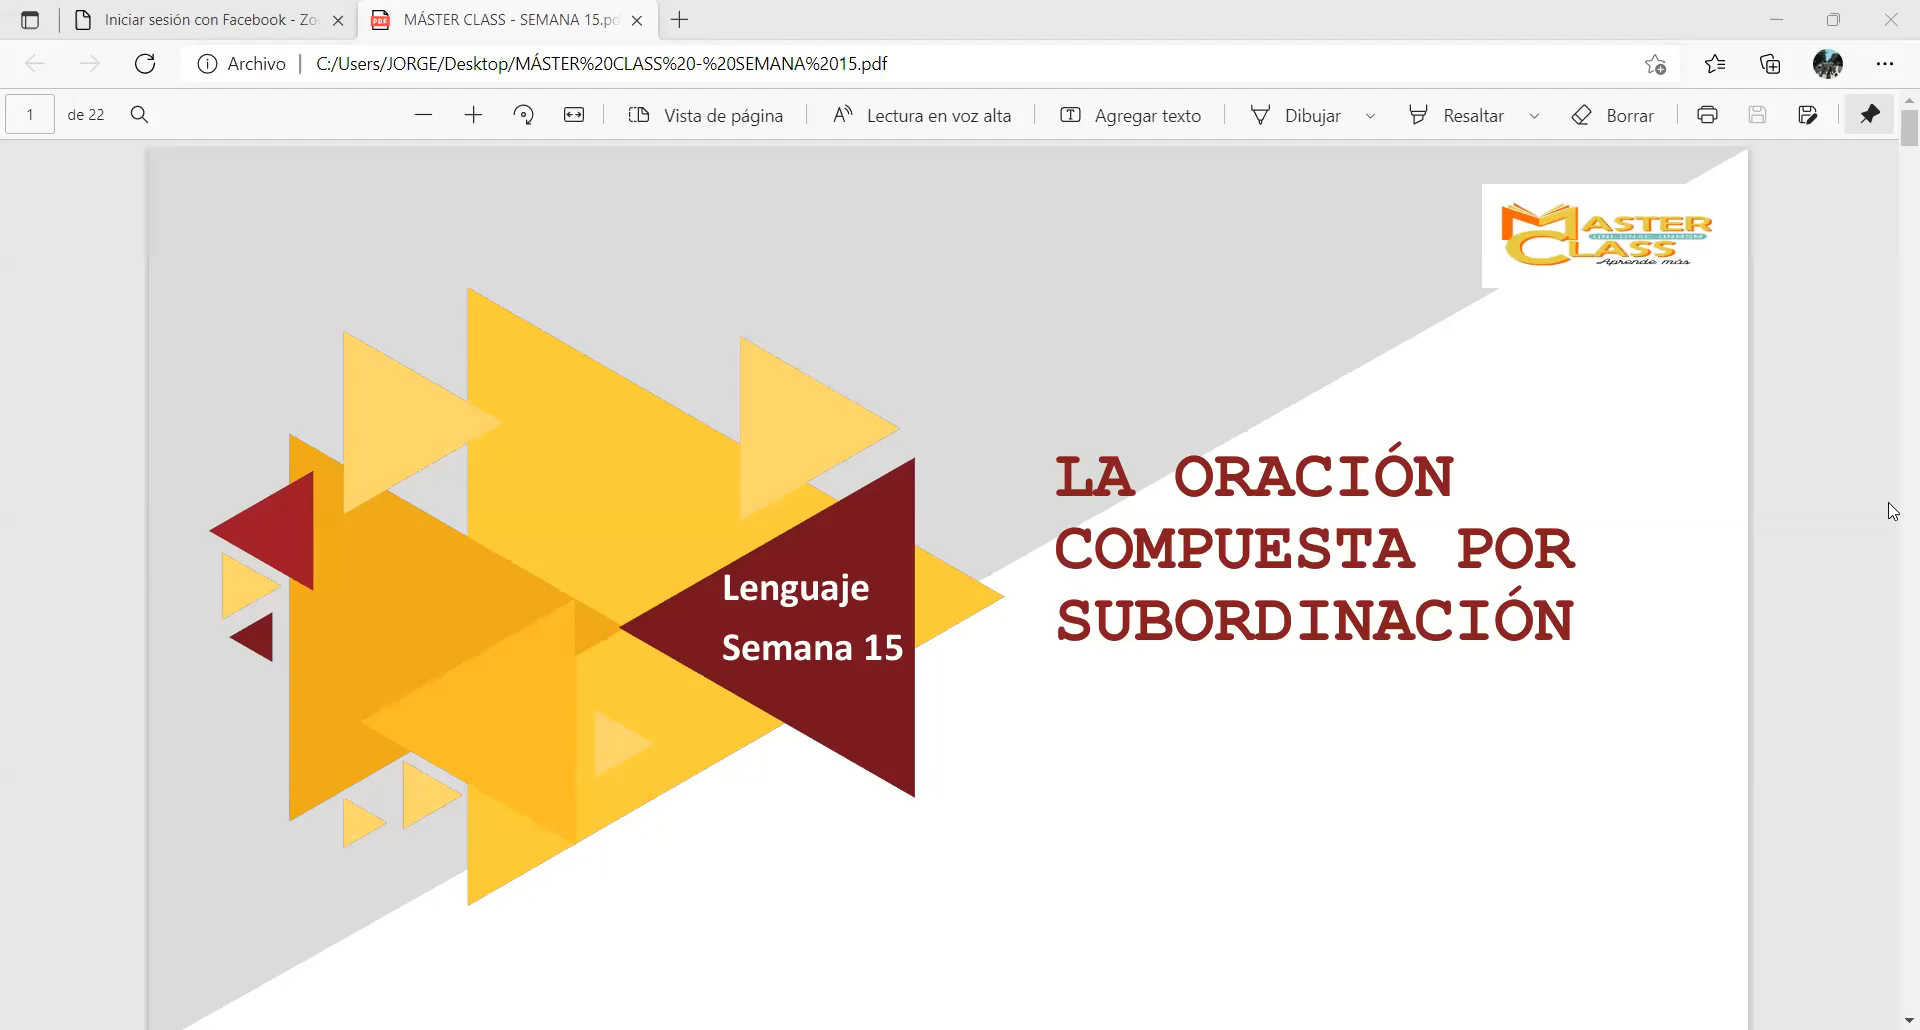 Iniciar sesión con Facebook - Zo
MÁSTER CLASS - SEMANA 15.pd
Archivo
C:/Users/JORGE/Desktop/MÁSTER%20CLASS%20-%20SEMANA%2015.pdf
1 de 22
Vista de página
Lectura en voz alta
Agregar texto
Dibujar
Resaltar
Borrar
MASTER
CLASS
Aprende más
LA ORACIÓN
COMPUESTA POR
SUBORDINACIÓN
Lenguaje
Semana 15